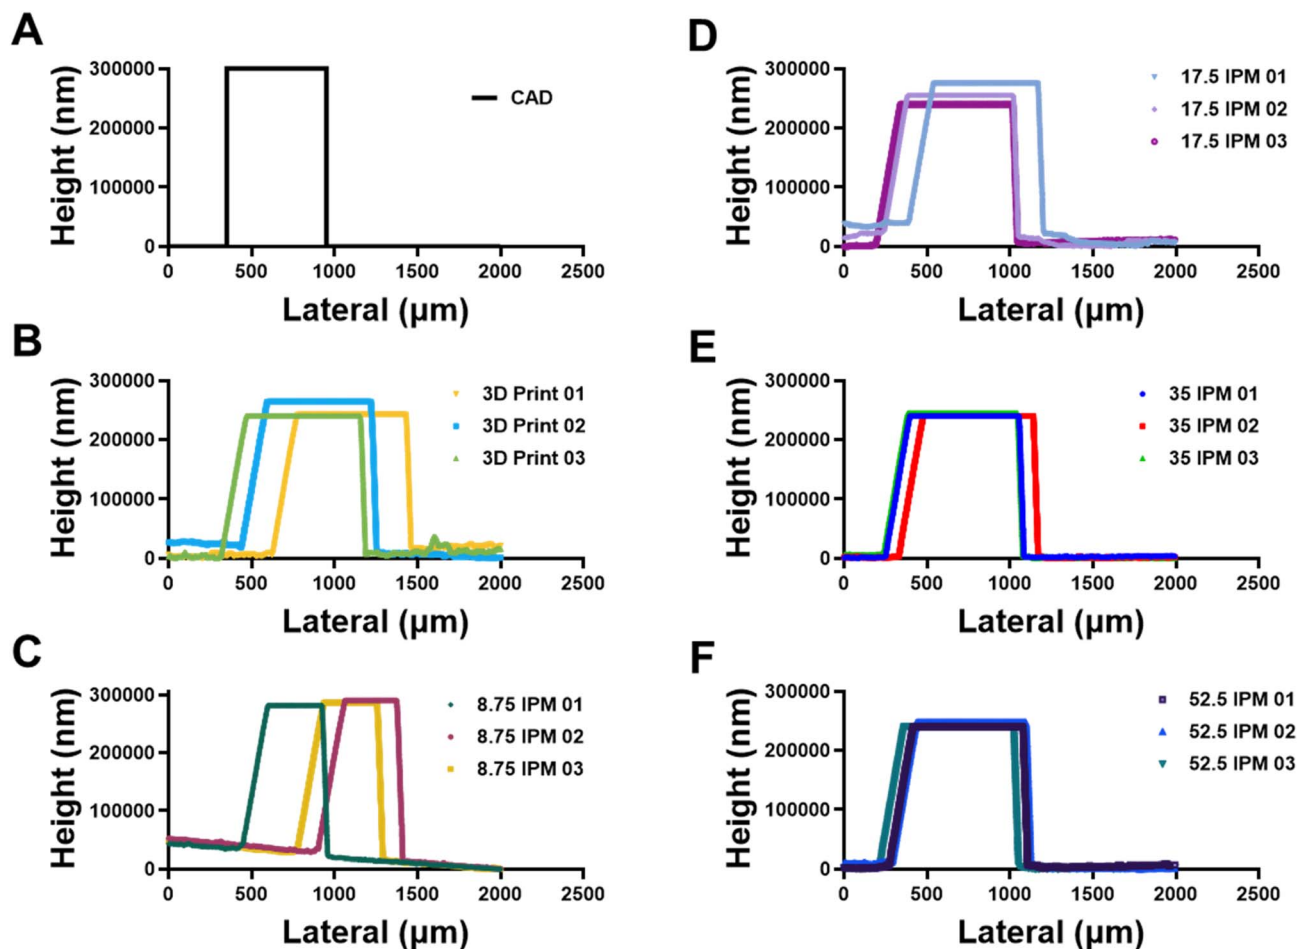 A
Height (nm)
300000
200000
100000
0
0 500 1000 1500 2000 2500
Lateral (μm)
CAD
B
Height (nm)
300000
200000
100000
0
0 500 1000 1500 2000 2500
Lateral (μm)
3D Print 01
3D Print 02
3D Print 03
C
Height (nm)
300000
200000
100000
0
0 500 1000 1500 2000 2500
Lateral (μm)
8.75 IPM 01
8.75 IPM 02
8.75 IPM 03
D
Height (nm)
300000
200000
100000
0
0 500 1000 1500 2000 2500
Lateral (μm)
17.5 IPM 01
17.5 IPM 02
17.5 IPM 03
E
Height (nm)
300000
200000
100000
0
0 500 1000 1500 2000 2500
Lateral (μm)
35 IPM 01
35 IPM 02
35 IPM 03
F
Height (nm)
300000
200000
100000
0
0 500 1000 1500 2000 2500
Lateral (μm)
52.5 IPM 01
52.5 IPM 02
52.5 IPM 03